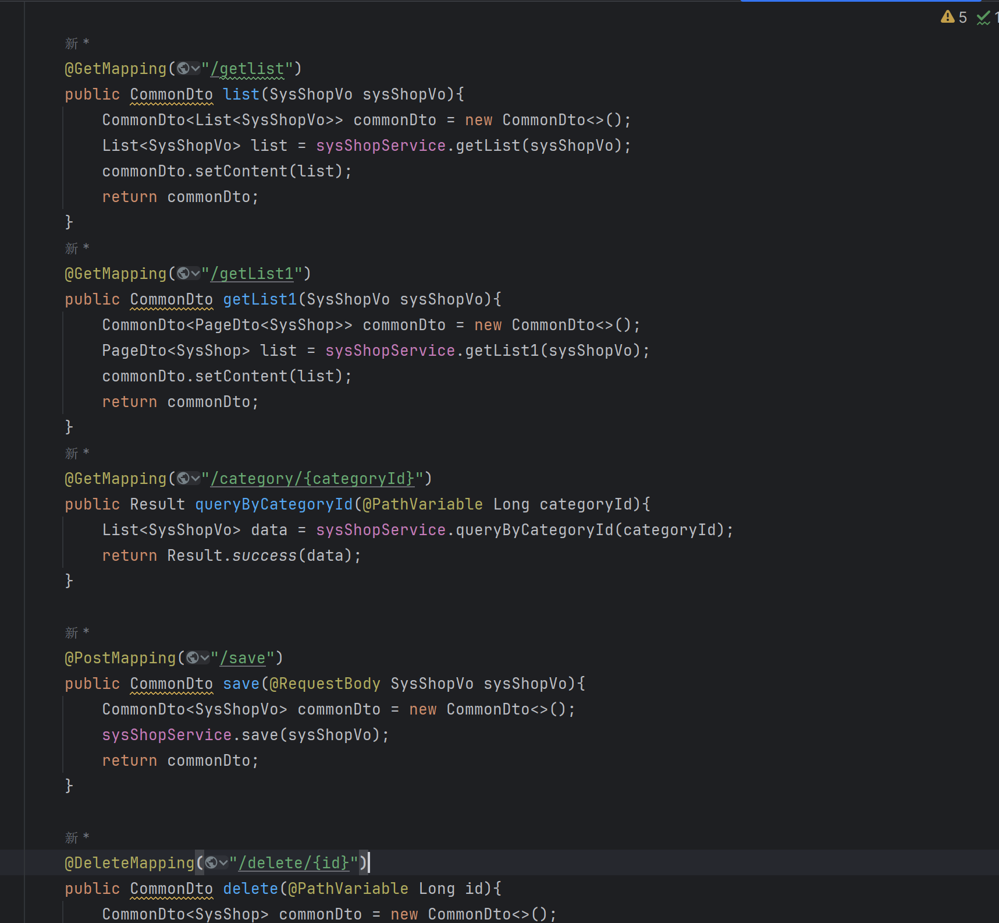 5 1
新 *
@GetMapping("/getlist")
public CommonDto list(SysShopVo sysShopVo){
    CommonDto<List<SysShopVo>> commonDto = new CommonDto<>();
    List<SysShopVo> list = sysShopService.getList(sysShopVo);
    commonDto.setContent(list);
    return commonDto;
}
新 *
@GetMapping("/getList1")
public CommonDto getList1(SysShopVo sysShopVo){
    CommonDto<PageDto<SysShop>> commonDto = new CommonDto<>();
    PageDto<SysShop> list = sysShopService.getList1(sysShopVo);
    commonDto.setContent(list);
    return commonDto;
}
新 *
@GetMapping("/category/{categoryId}")
public Result queryByCategoryId(@PathVariable Long categoryId){
    List<SysShopVo> data = sysShopService.queryByCategoryId(categoryId);
    return Result.success(data);
}
新 *
@PostMapping("/save")
public CommonDto save(@RequestBody SysShopVo sysShopVo){
    CommonDto<SysShopVo> commonDto = new CommonDto<>();
    sysShopService.save(sysShopVo);
    return commonDto;
}
新 *
@DeleteMapping("/delete/{id}")
public CommonDto delete(@PathVariable Long id){
    CommonDto<SysShop> commonDto = new CommonDto<>();